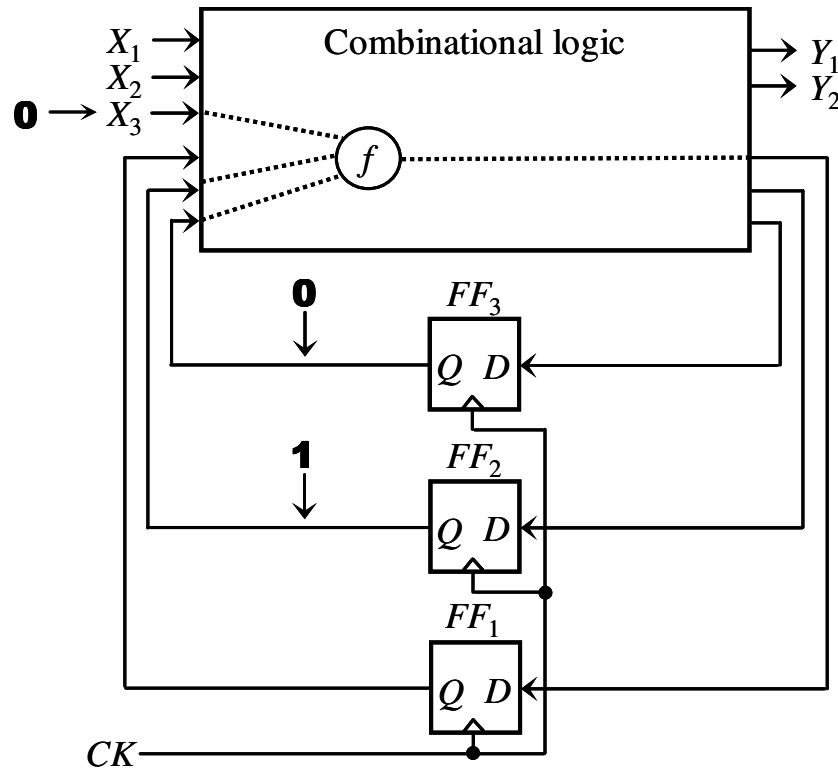 Combinational logic
X1
X2
0 X3
f
Y1
Y2
0
FF3
Q D
1
FF2
Q D
FF1
Q D
CK